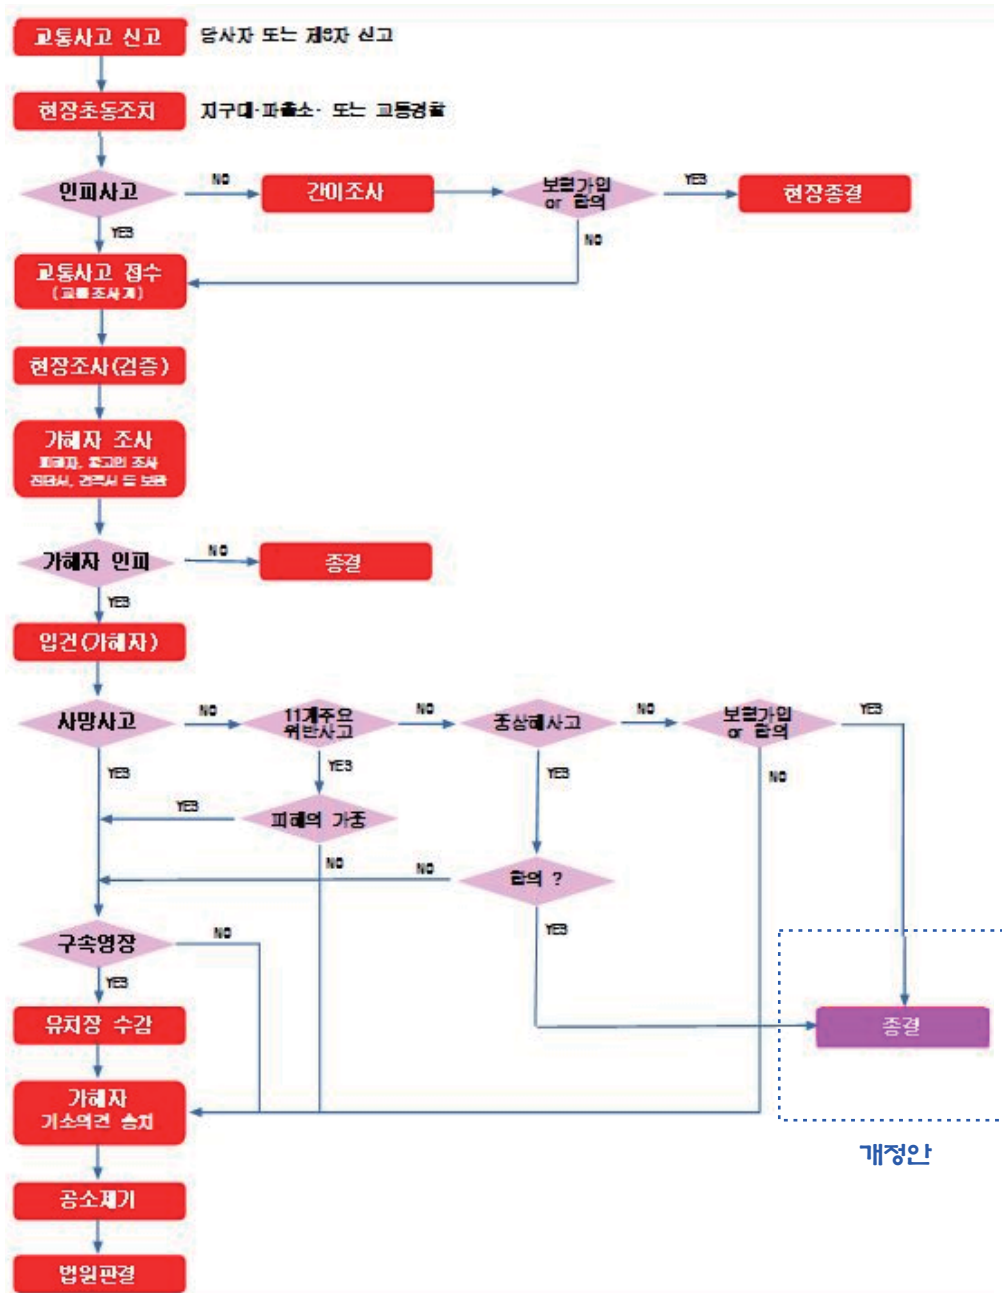 교통사고 신고
당사자 또는 제3자 신고
현장초동조치
지구대·파출소· 또는 교통경찰
인피사고
NO
간이조사
보험가입
or 합의
YES
현장종결
YES
NO
교통사고 접수
(교통조사계)
현장조사(검증)
가해자 조사
피해자, 참고인 조사
진단서, 견적서 등 보완
가해자 인피
NO
종결
YES
입건(가해자)
사망사고
NO
11개주요
위반사고
NO
중상해사고
NO
보험가입
or 합의
YES
YES
YES
YES
NO
YES
피해의 가중
NO
NO
합의 ?
구속영장
NO
YES
YES
유치장 수감
종결
가해자
기소의견 송치
개정안
공소제기
법원판결